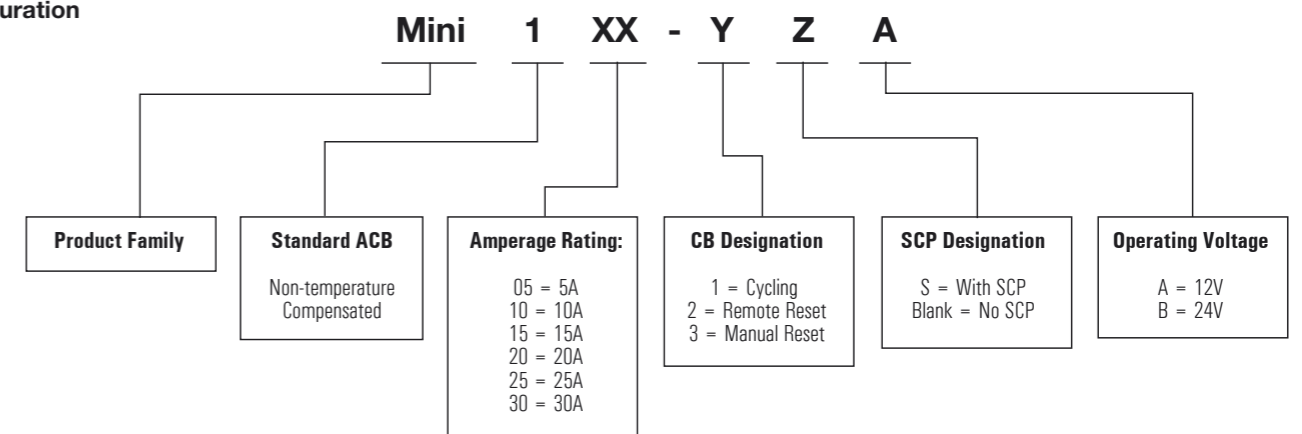 uration
Mini 1 XX - Y Z A
Product Family
Standard ACB
Non-temperature
Compensated
Amperage Rating:
05 = 5A
10 = 10A
15 = 15A
20 = 20A
25 = 25A
30 = 30A
CB Designation
1 = Cycling
2 = Remote Reset
3 = Manual Reset
SCP Designation
S = With SCP
Blank = No SCP
Operating Voltage
A = 12V
B = 24V